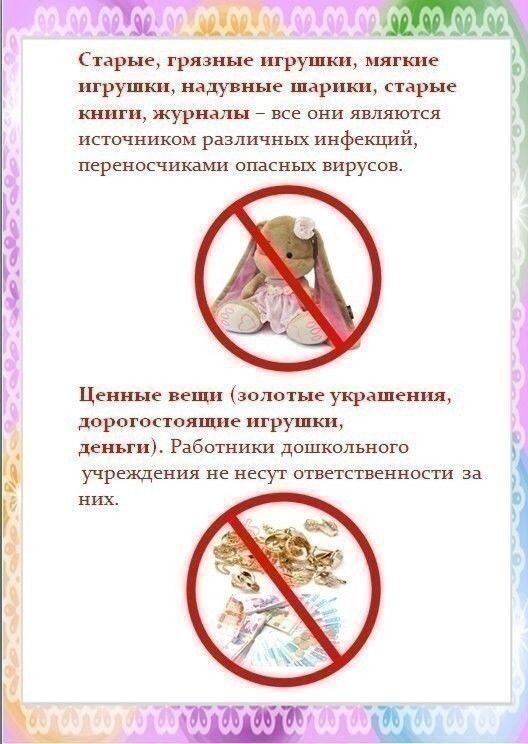 Старые, грязные игрушки, мягкие
игрушки, надувные шарики, старые
книги, журналы – все они являются
источником различных инфекций,
переносчиками опасных вирусов.
Ценные вещи (золотые украшения,
дорогостоящие игрушки,
деньги). Работники дошкольного
учреждения не несут ответственности за
них.